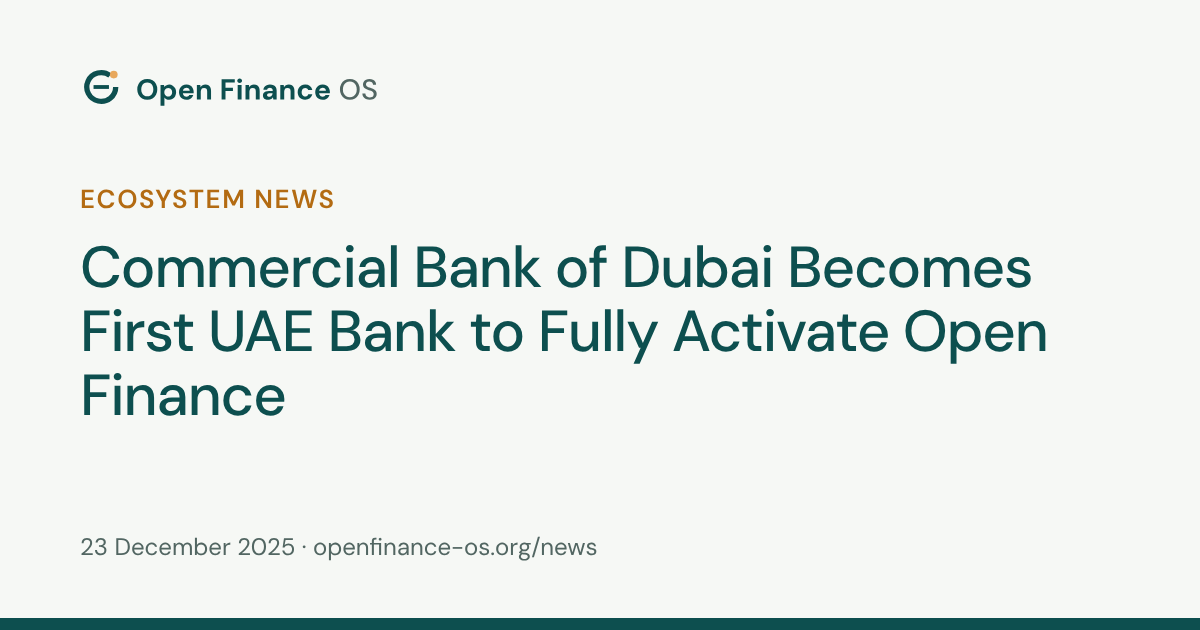 Open Finance OS
ECOSYSTEM NEWS
Commercial Bank of Dubai Becomes
First UAE Bank to Fully Activate Open
Finance
23 December 2025 · openfinance-os.org/news